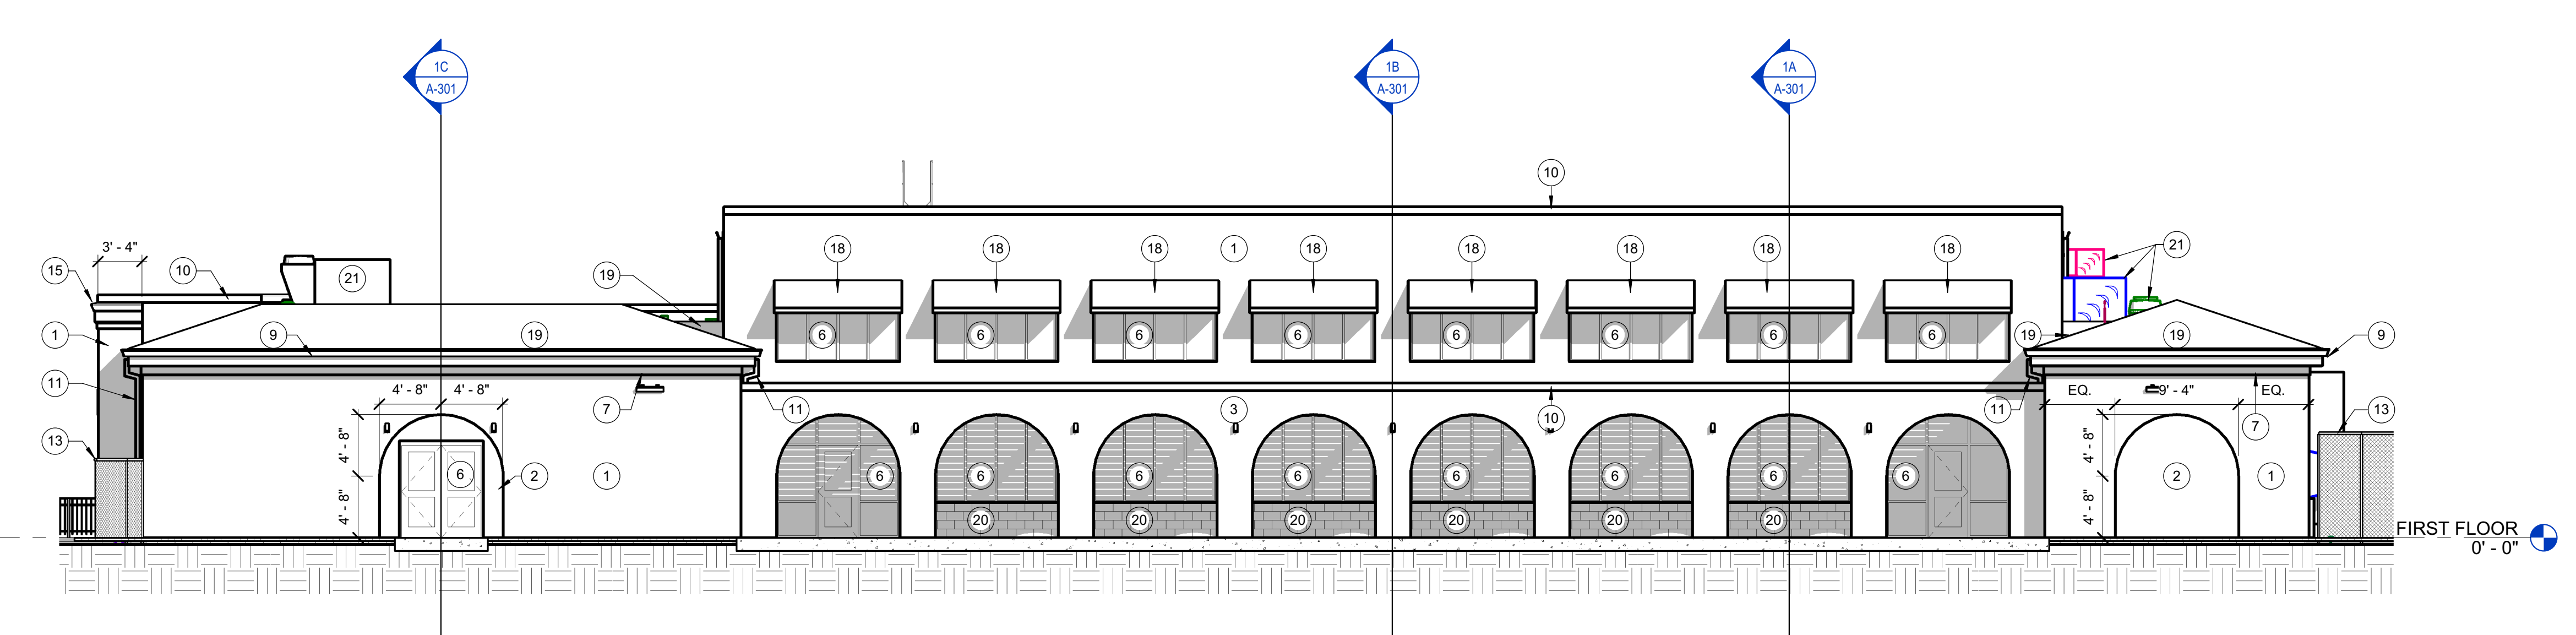 1C
A-301
1B
A-301
1A
A-301
10
3' - 4"
18 18 18 1 18 18 18 18 18
21
15 10 21 19
1 9 19 6 6 6 6 6 6 6 6 19 19 9
11 4' - 8" 4' - 8" EQ. 9' - 4" EQ.
7 11 3 10 11 13
13 4' - 8" 7 4' - 8"
6 2 1 6 6 6 6 6 6 6 6 2 1
4' - 8" 20 20 20 20 20 20 4' - 8"
FIRST FLOOR
0' - 0"